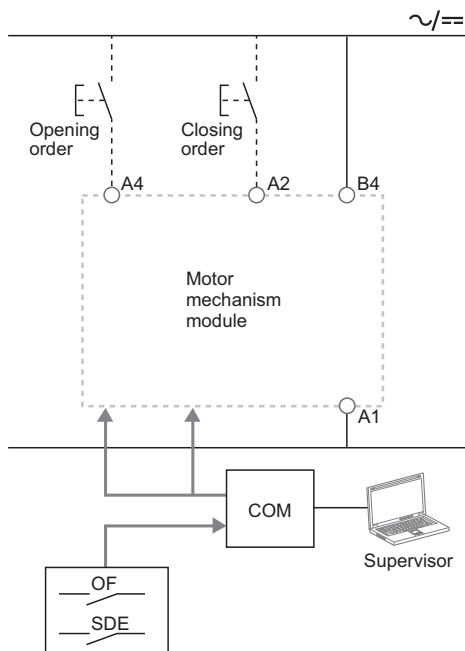 Opening
order
Closing
order
A4
A2
B4
Motor
mechanism
module
A1
COM
Supervisor
OF
SDE